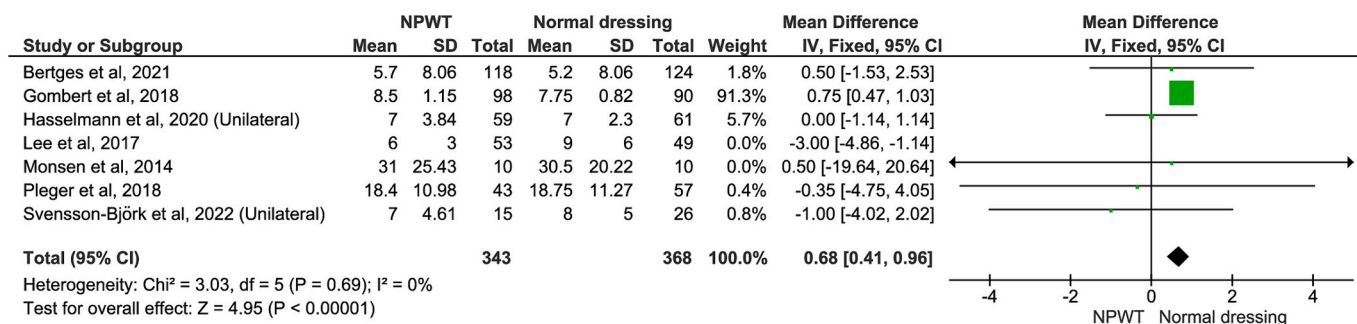 NPWT Normal dressing Mean Difference Mean Difference
Study or Subgroup Mean SD Total Mean SD Total Weight IV, Fixed, 95% CI IV, Fixed, 95% CI
Bertges et al, 2021 5.7 8.06 118 5.2 8.06 124 1.8% 0.50 [-1.53, 2.53]
Gombert et al, 2018 8.5 1.15 98 7.75 0.82 90 91.3% 0.75 [0.47, 1.03]
Hasselmann et al, 2020 (Unilateral) 7 3.84 59 7 2.3 61 5.7% 0.00 [-1.14, 1.14]
Lee et al, 2017 6 3 53 9 6 49 0.0% -3.00 [-4.86, -1.14]
Monsen et al, 2014 31 25.43 10 30.5 20.22 10 0.0% 0.50 [-19.64, 20.64]
Pleger et al, 2018 18.4 10.98 43 18.75 11.27 57 0.4% -0.35 [-4.75, 4.05]
Svensson-Björk et al, 2022 (Unilateral) 7 4.61 15 8 5 26 0.8% -1.00 [-4.02, 2.02]
Total (95% CI) 343 368 100.0% 0.68 [0.41, 0.96]
Heterogeneity: Chi² = 3.03, df = 5 (P = 0.69); I² = 0%
Test for overall effect: Z = 4.95 (P < 0.00001)
-4 -2 0 2 4
NPWT Normal dressing